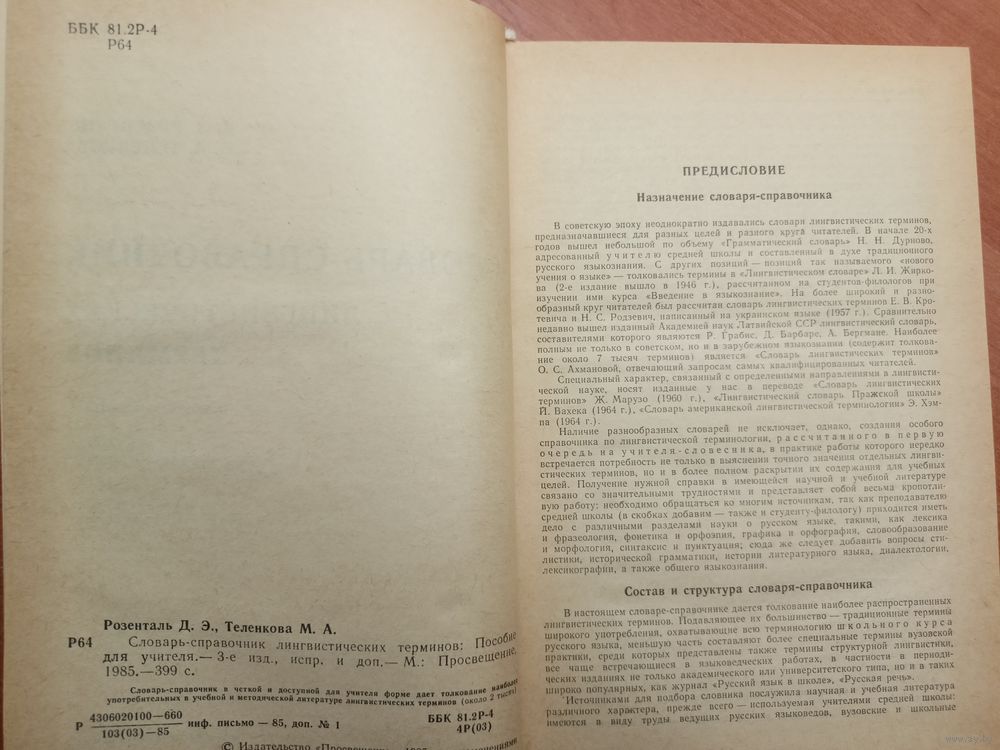 ББК 81.2Р-4
Р64
Розенталь Д. Э., Теленкова М. А.
Р64 Словарь-справочник лингвистических терминов: Пособие
для учителя.— 3-е изд., испр. и доп.— М.: Просвещение,
1985.—399 с.
Словарь-справочник в четкой и доступной для учителя форме дает толкование наиболее
употребительных в учебной и методической литературе лингвистических терминов (около 2 тысяч)
Р 4306020100—660 инф. письмо — 85, доп. № 1 ББК 81.2Р-4
103(03)—85 4Р(03)
© Издательство
ПРЕДИСЛОВИЕ
Назначение словаря-справочника
В советскую эпоху неоднократно издавались словари лингвистических терминов,
предназначавшиеся для разных целей и разного круга читателей. В начале 20-х
годов вышел небольшой по объему «Грамматический словарь» Н. Н. Дурново,
адресованный учителю средней школы и составленный в духе традиционного
русского языкознания. С других позиций — позиций так называемого «нового
учения о языке» — толковались термины в «Лингвистическом словаре» Л. И. Жирко-
ва (2-е издание вышло в 1946 г.), рассчитанном на студентов-филологов при
изучении ими курса «Введение в языкознание». На более широкий и разно-
образный круг читателей был рассчитан словарь лингвистических терминов Е. В. Кро-
тевича и Н. С. Родзевич, написанный на украинском языке (1957 г.). Сравнительно
недавно вышел изданный Академией наук Латвийской ССР лингвистический словарь,
составителями которого являются Р. Грабис, Д. Барбаре, А. Бергмане. Наиболее
полным не только в советском, но и в зарубежном языкознании (содержит толкова-
ние около 7 тысяч терминов) является «Словарь лингвистических терминов»
О. С. Ахмановой, отвечающий запросам самых квалифицированных читателей.
Специальный характер, связанный с определенными направлениями в лингвисти-
ческой науке, носят изданные у нас в переводе «Словарь лингвистических
терминов» Ж. Марузо (1960 г.), «Лингвистический словарь Пражской школы»
Й. Вахека (1964 г.), «Словарь американской лингвистической терминологии» Э. Хэм-
па (1964 г.).
Наличие разнообразных словарей не исключает, однако, создания особого
справочника по лингвистической терминологии, рассчитанного в первую
очередь на учителя-словесника, в практике работы которого нередко
встречается потребность не только в выяснении точного значения отдельных лингви-
стических терминов, но и в более полном раскрытии их содержания для учебных
целей. Получение нужной справки в имеющейся научной и учебной литературе
связано со значительными трудностями и представляет собой весьма кропотли-
вую работу: необходимо обращаться ко многим источникам, так как преподавателю
средней школы (в скобках добавим — также и студенту-филологу) приходится иметь
дело с различными разделами науки о русском языке, такими, как лексика
и фразеология, фонетика и орфоэпия, графика и орфография, словообразование
и морфология, синтаксис и пунктуация; сюда же следует добавить вопросы сти-
листики, исторической грамматики, истории литературного языка, диалектологии,
лексикографии, а также общего языкознания.
Состав и структура словаря-справочника
В настоящем словаре-справочнике дается толкование наиболее распространенных
лингвистических терминов. Подавляющее их большинство — традиционные термины
широкого употребления, охватывающие всю терминологию школьного курса
русского языка, меньшую часть составляют более специальные термины вузовской
практики, среди которых представлены также термины структурной лингвистики,
все чаще встречающиеся в языковедческих работах, в частности в периоди-
ческих изданиях не только академического или университетского типа, но и в таких
широко популярных, как журнал «Русский язык в школе», «Русская речь».
Источниками для подбора словника послужила научная и учебная литература
различного характера, прежде всего — используемая учителями средней школы:
имеются в виду труды ведущих русских языковедов, вузовские и школьные